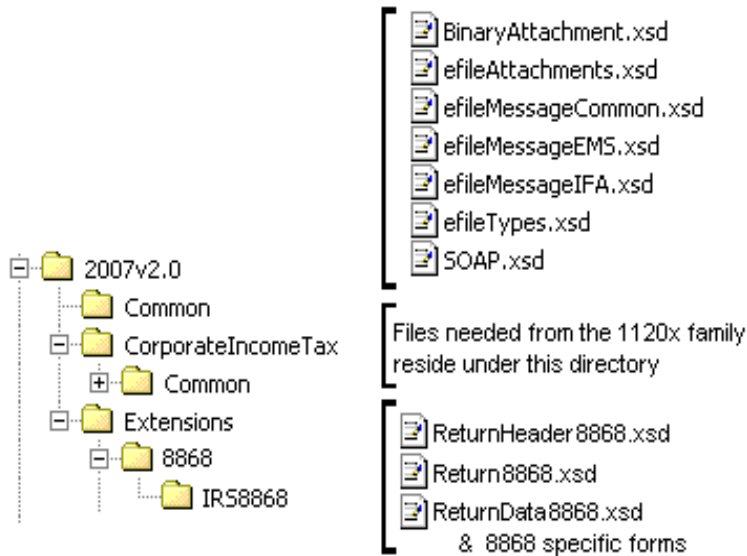 BinaryAttachment.xsd
efileAttachments.xsd
efileMessageCommon.xsd
efileMessageEMS.xsd
efileMessageIFA.xsd
efileTypes.xsd
SOAP.xsd
2007v2.0
Common
CorporateIncomeTax
Common
Extensions
8868
IRS8868
Files needed from the 1120x family
reside under this directory
ReturnHeader8868.xsd
Return8868.xsd
ReturnData8868.xsd
& 8868 specific forms